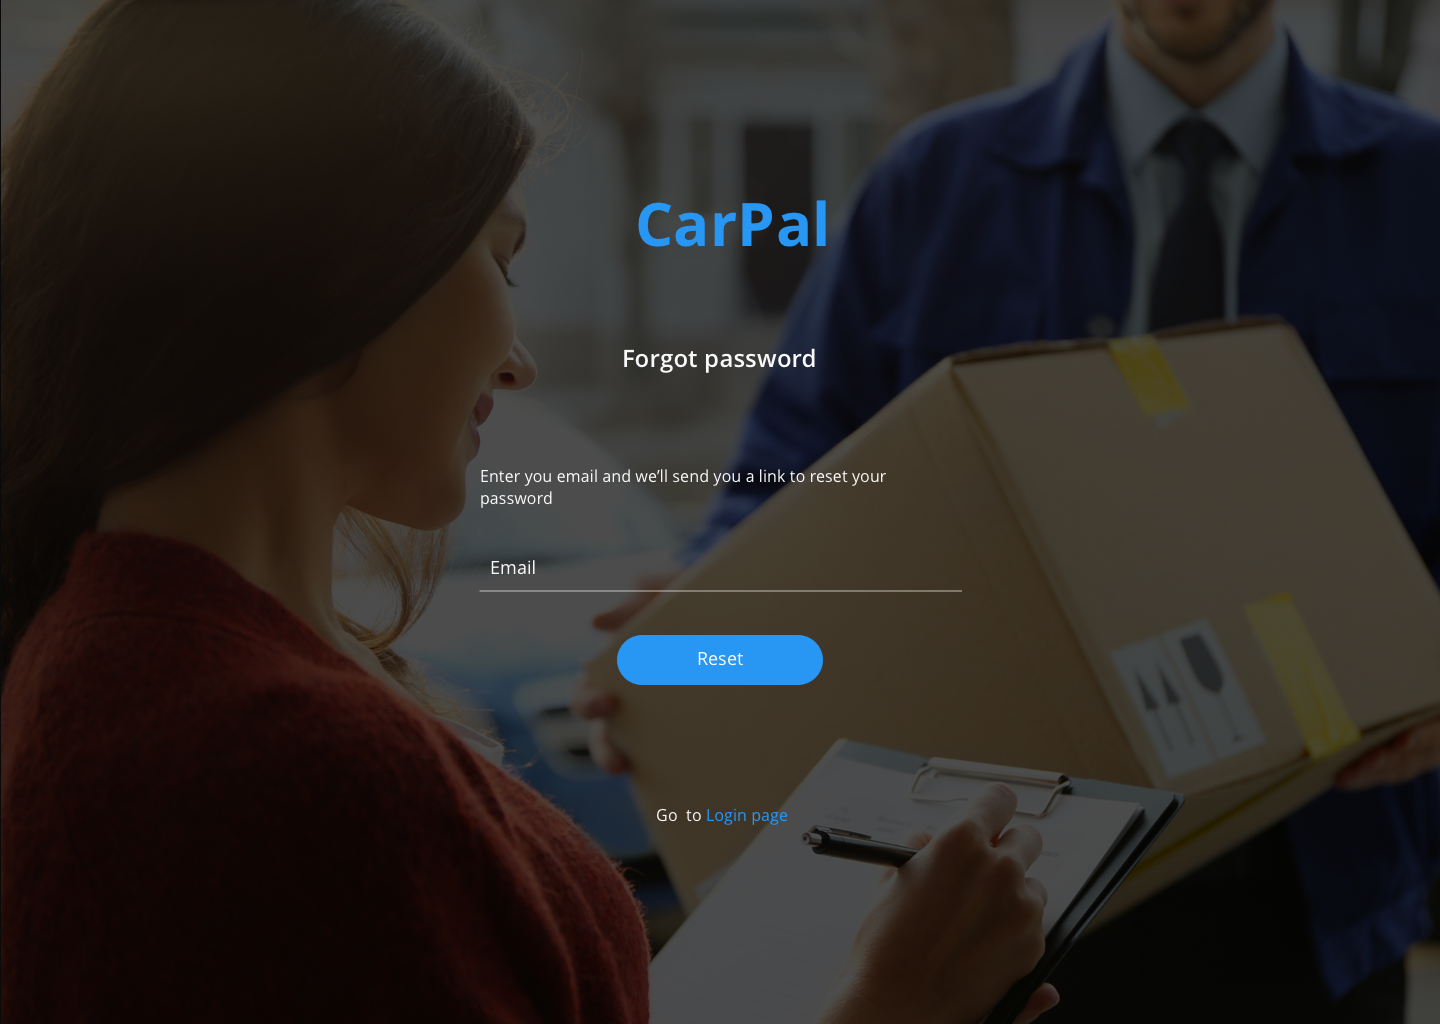 CarPal
Forgot password
Enter you email and we’ll send you a link to reset your
password
Email
Reset
Go  to Login page